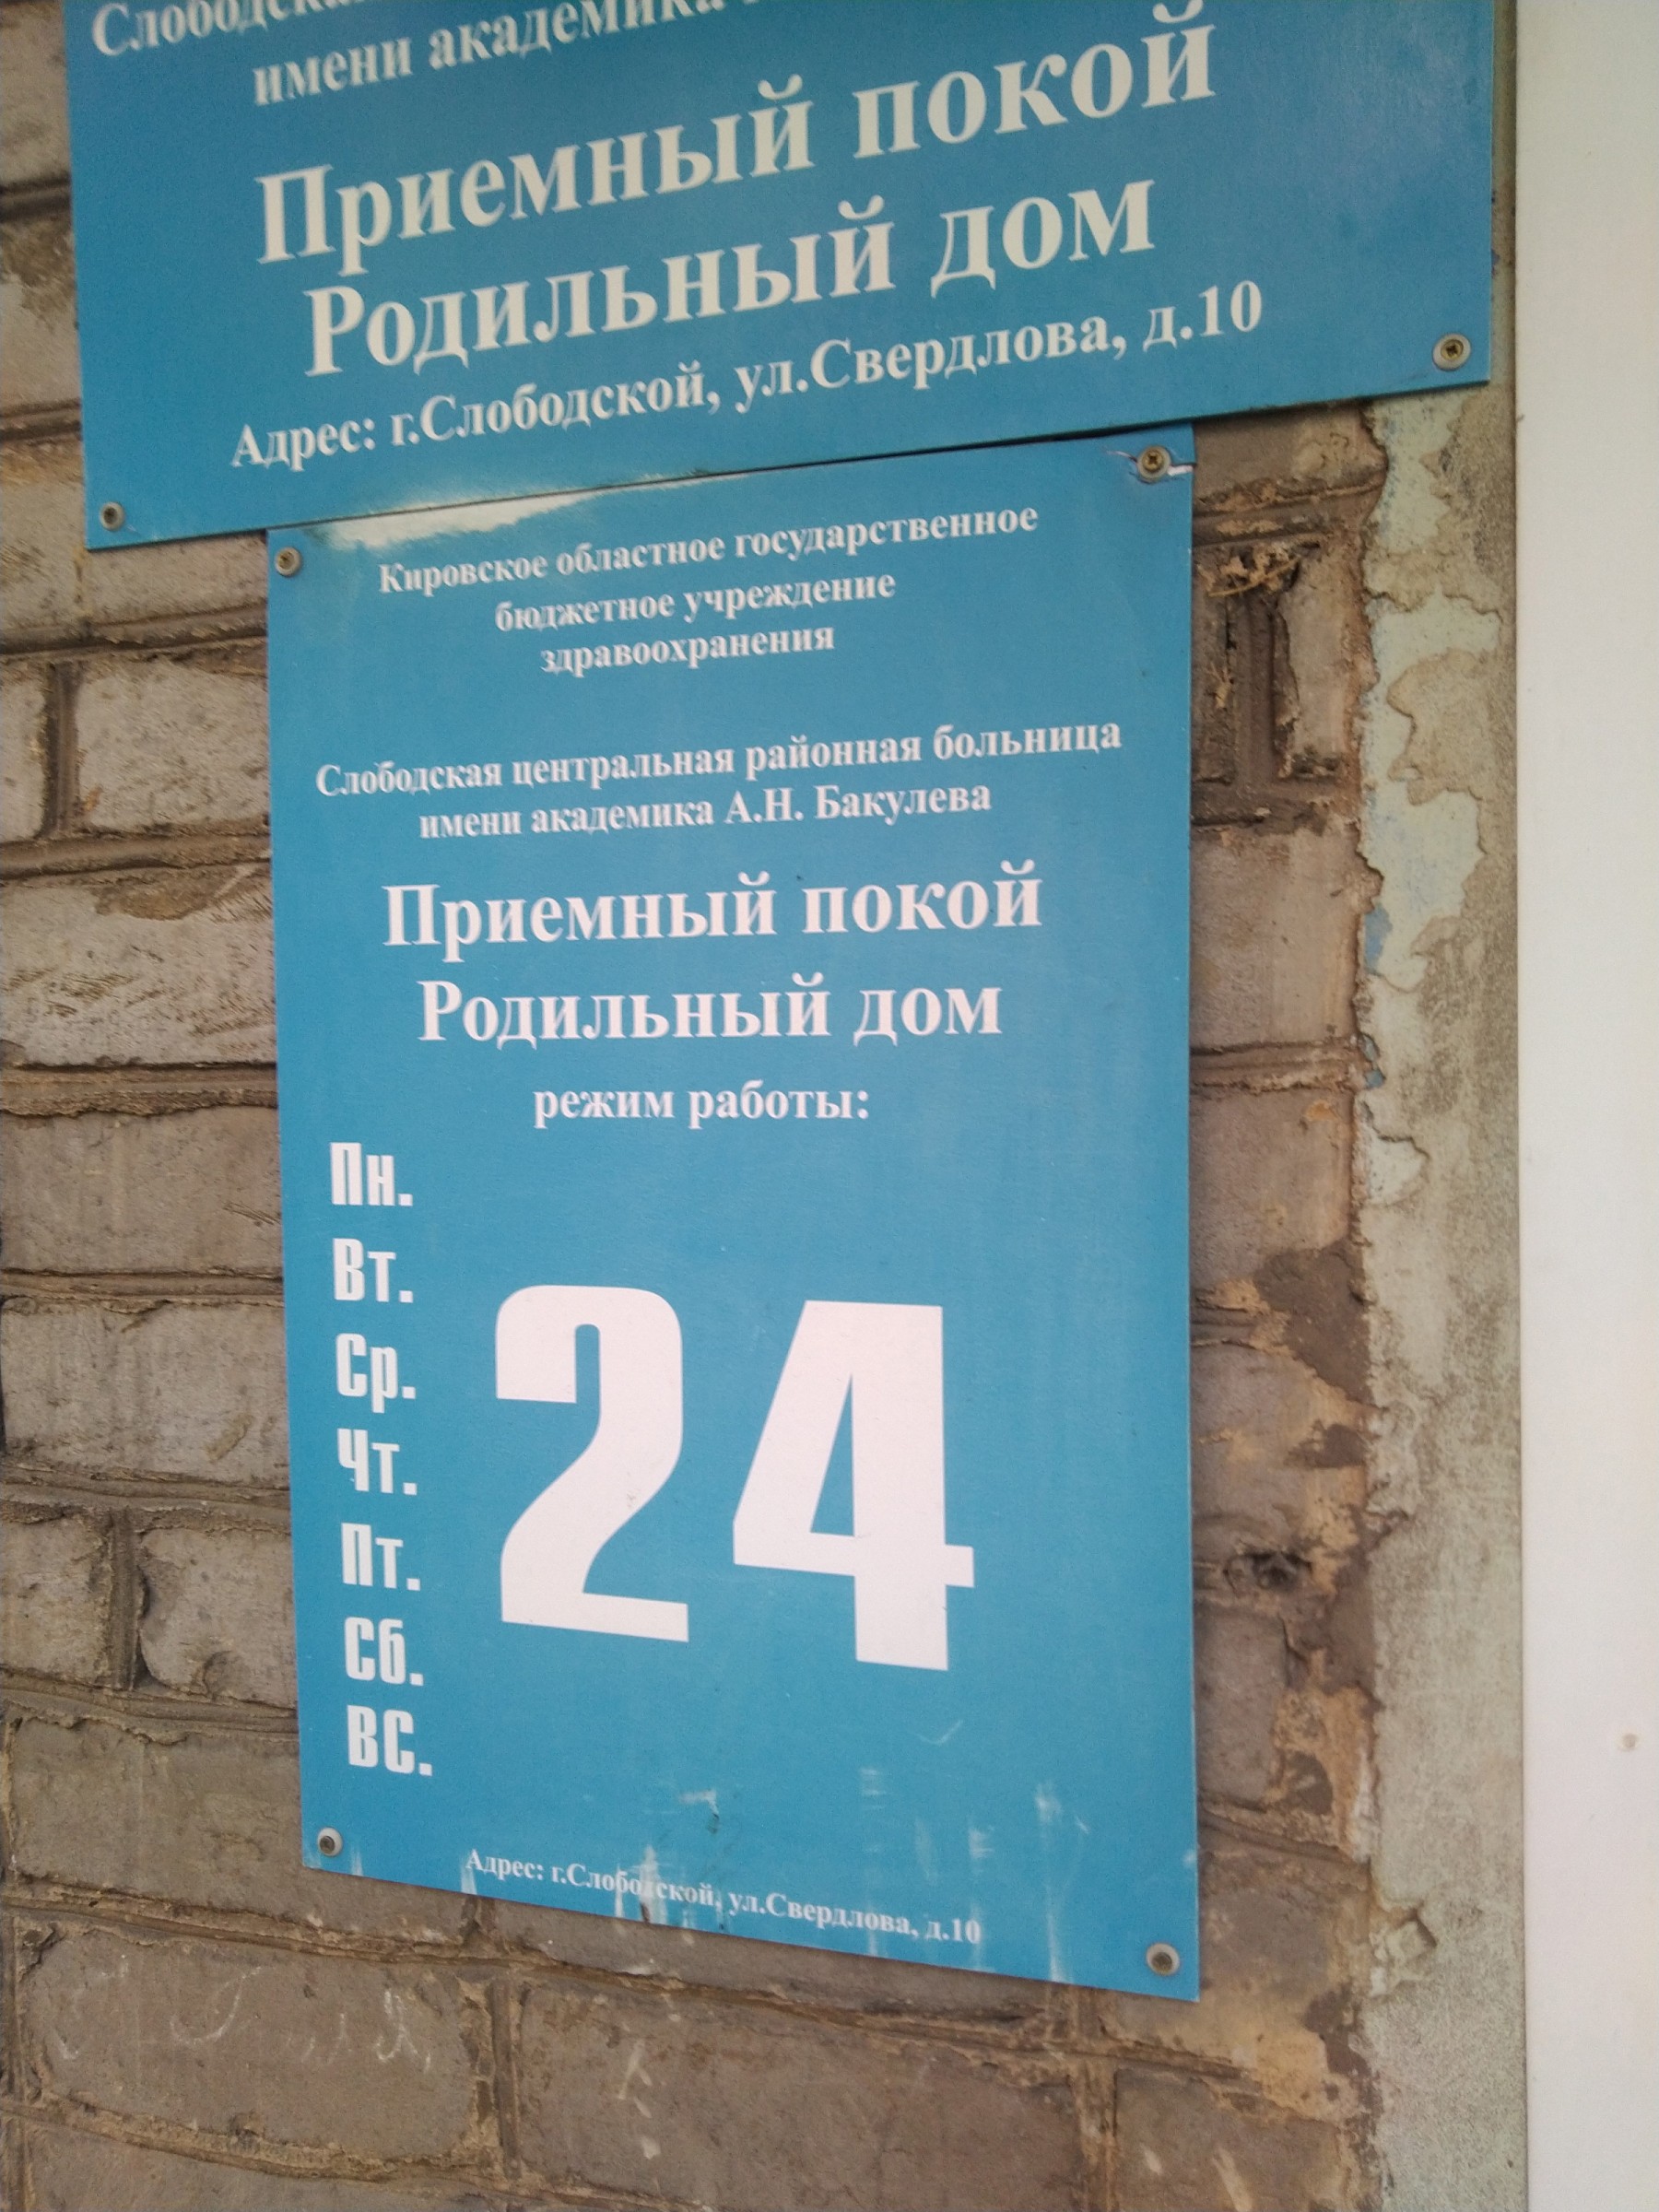 имени академика
Приемный покой
Родильный дом
Адрес: г.Слободской, ул.Свердлова, д.10
Кировское областное государственное
бюджетное учреждение
здравоохранения
Слободская центральная районная больница
имени академика А.Н. Бакулева
Приемный покой
Родильный дом
режим работы:
Пн.
Вт.
Ср.
Чт.
Пт.
Сб.
ВС.
24
Адрес: г.Слободской, ул.Свердлова, д.10